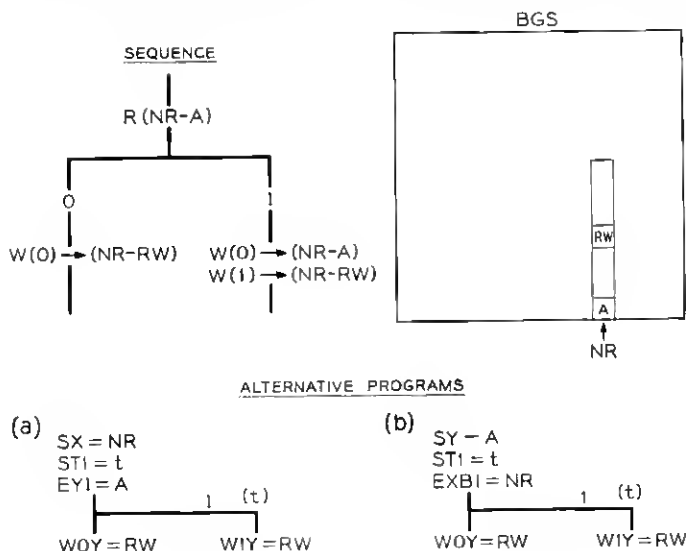 SEQUENCE
R(NR-A)
0
1
W(0)→(NR-RW)
W(0)→(NR-A)
W(1)→(NR-RW)
BGS
RW
A
NR
ALTERNATIVE PROGRAMS
(a)
SX=NR
ST1=t
EY1=A
1 (t)
W0Y=RW
W1Y=RW
(b)
SY-A
ST1=t
EXB1=NR
1 (t)
W0Y=RW
W1Y=RW